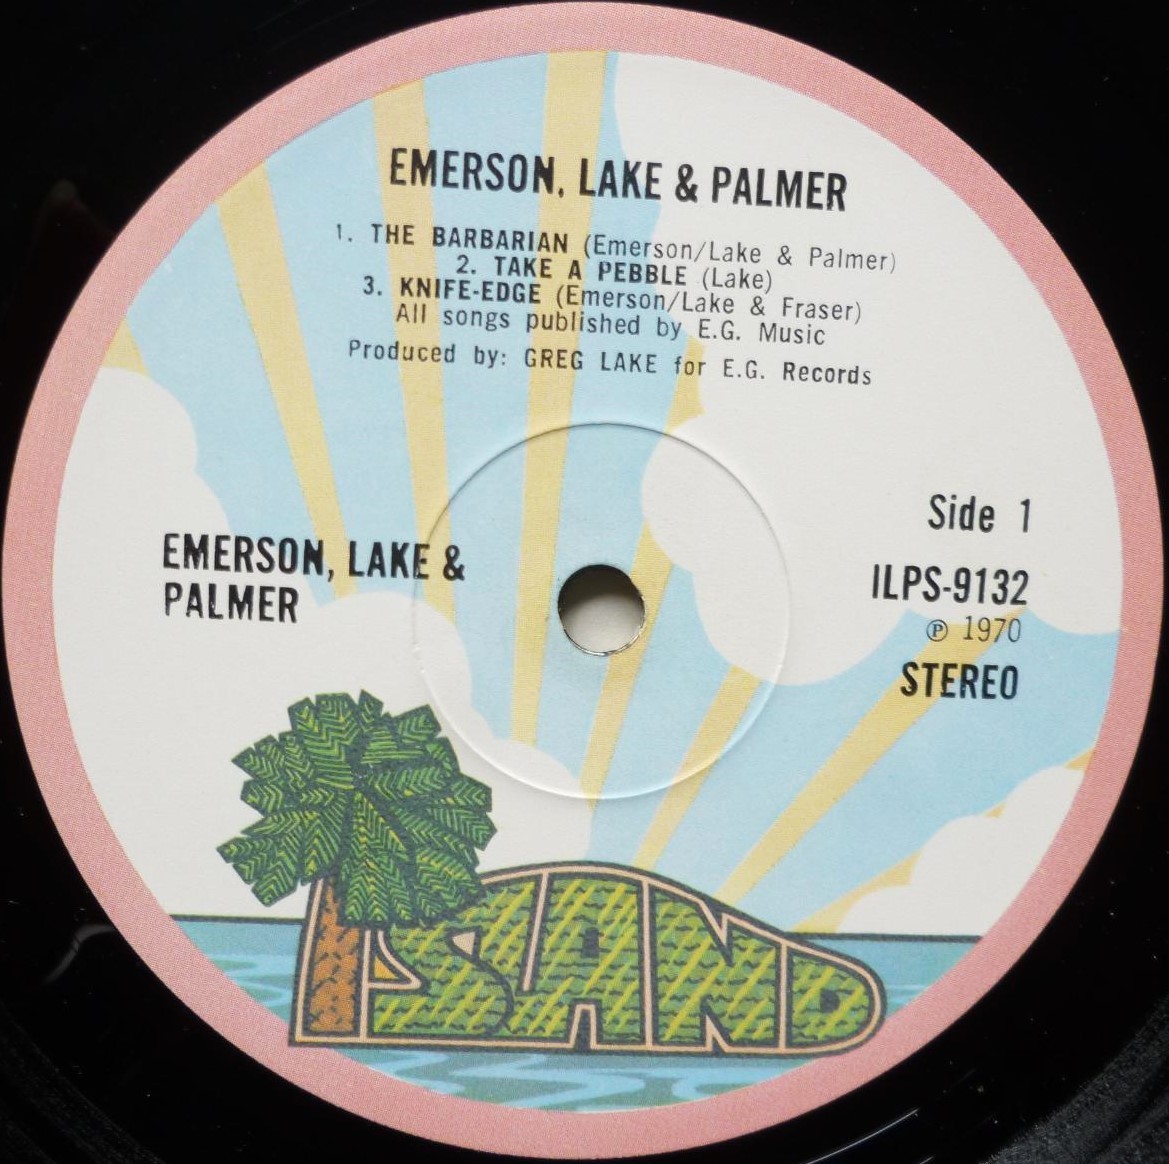 EMERSON, LAKE & PALMER
1. THE BARBARIAN (Emerson/Lake & Palmer)
2. TAKE A PEBBLE (Lake)
3. KNIFE-EDGE (Emerson/Lake & Fraser)
All songs published by E.G. Music
Produced by: GREG LAKE for E.G. Records
Side 1
EMERSON, LAKE &
PALMER
ILPS-9132
℗ 1970
STEREO
ISLAND